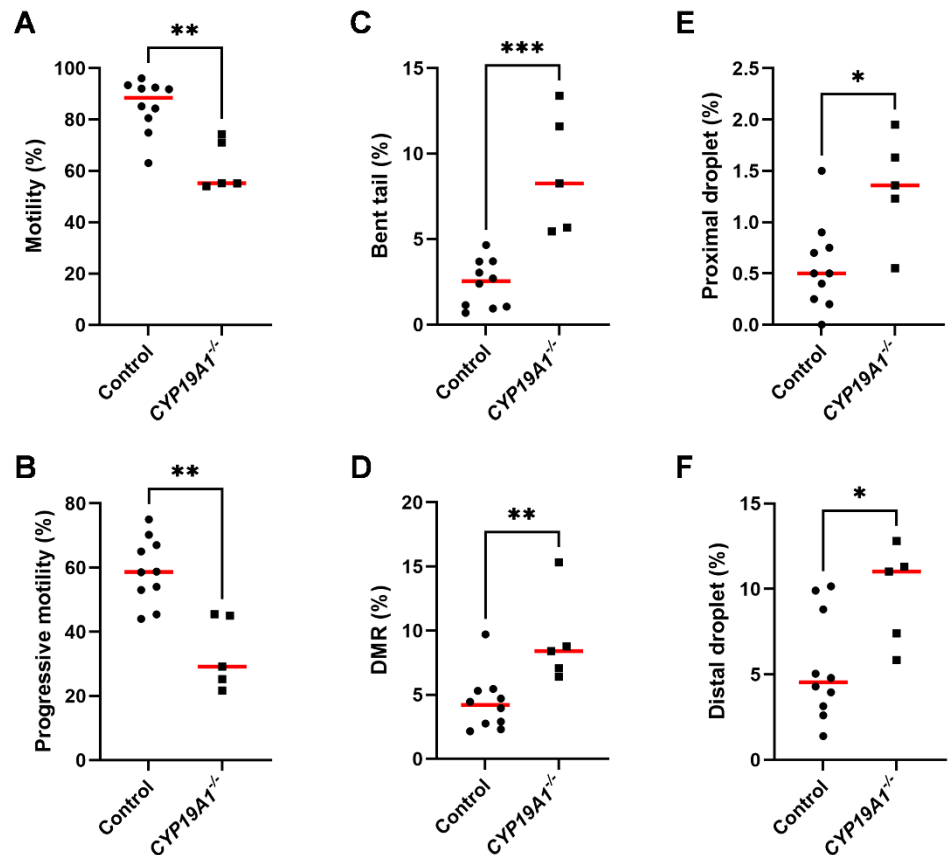 A
**
Motility (%)
100
80
60
40
20
0
Control
CYP19A1-/-
C
***
Bent tail (%)
15
10
5
0
Control
CYP19A1-/-
E
*
Proximal droplet (%)
2.5
2.0
1.5
1.0
0.5
0.0
Control
CYP19A1-/-
B
**
Progressive motility (%)
80
60
40
20
0
Control
CYP19A1-/-
D
**
DMR (%)
20
15
10
5
0
Control
CYP19A1-/-
F
*
Distal droplet (%)
15
10
5
0
Control
CYP19A1-/-